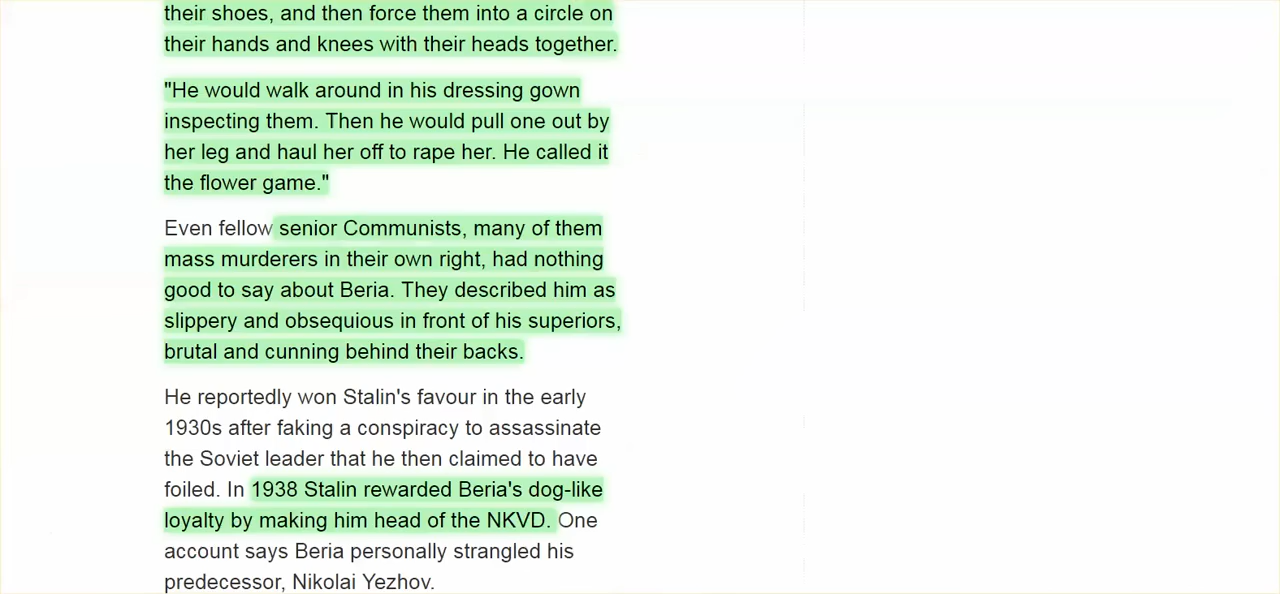 their shoes, and then force them into a circle on
their hands and knees with their heads together.
"He would walk around in his dressing gown
inspecting them. Then he would pull one out by
her leg and haul her off to rape her. He called it
the flower game."
Even fellow senior Communists, many of them
mass murderers in their own right, had nothing
good to say about Beria. They described him as
slippery and obsequious in front of his superiors,
brutal and cunning behind their backs.
He reportedly won Stalin's favour in the early
1930s after faking a conspiracy to assassinate
the Soviet leader that he then claimed to have
foiled. In 1938 Stalin rewarded Beria's dog-like
loyalty by making him head of the NKVD. One
account says Beria personally strangled his
predecessor, Nikolai Yezhov.